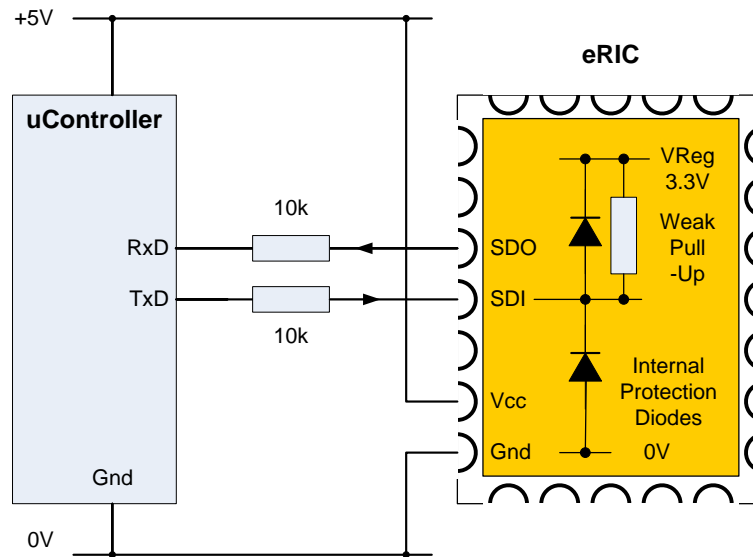 +5V
eRIC
uController
VReg
3.3V
10k
Weak
Pull
-Up
RxD
SDO
TxD
SDI
10k
Internal
Protection
Diodes
Vcc
Gnd
0V
Gnd
0V